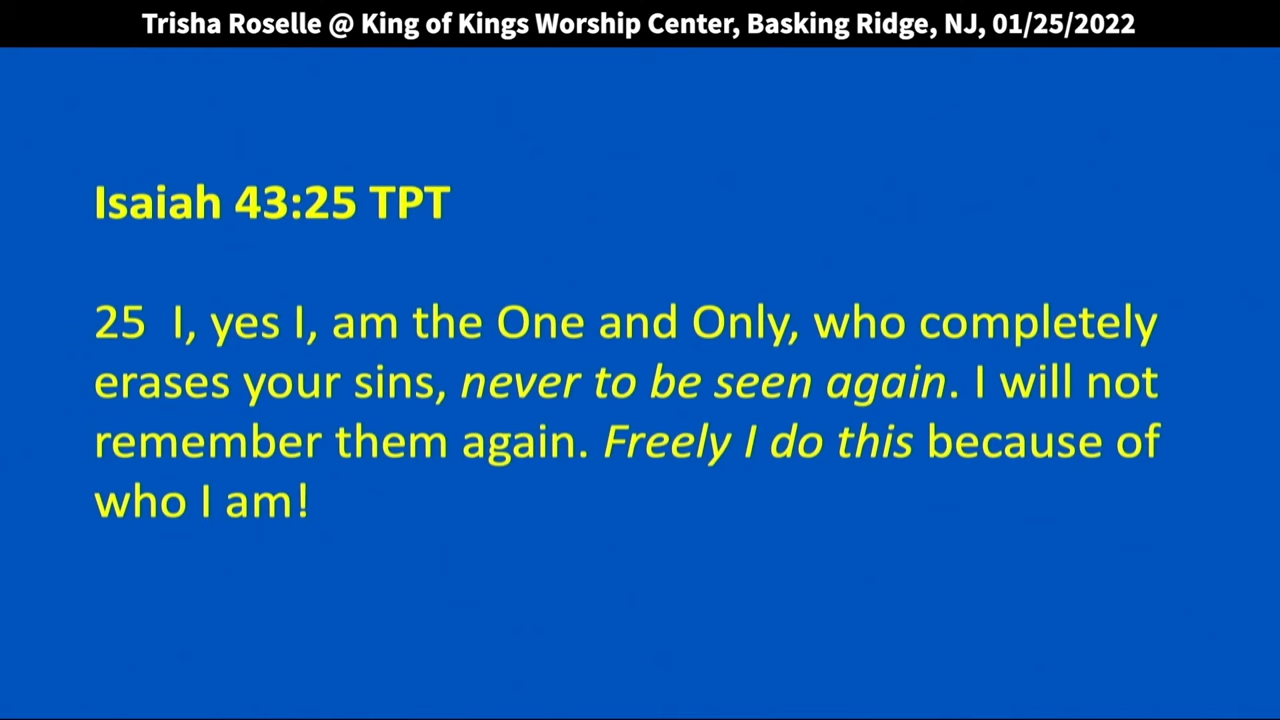 Trisha Roselle @ King of Kings Worship Center, Basking Ridge, NJ, 01/25/2022
Isaiah 43:25 TPT
25 I, yes I, am the One and Only, who completely
erases your sins, never to be seen again. I will not
remember them again. Freely I do this because of
who I am!